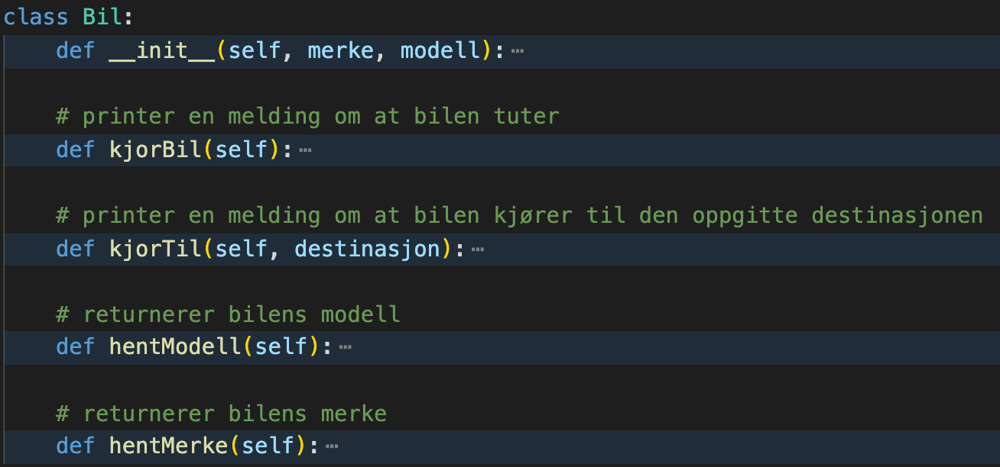 class Bil:
def __init__(self, merke, modell):⋯
# printer en melding om at bilen tuter
def kjorBil(self):⋯
# printer en melding om at bilen kjører til den oppgitte destinasjonen
def kjorTil(self, destinasjon):⋯
# returnerer bilens modell
def hentModell(self):⋯
# returnerer bilens merke
def hentMerke(self):⋯